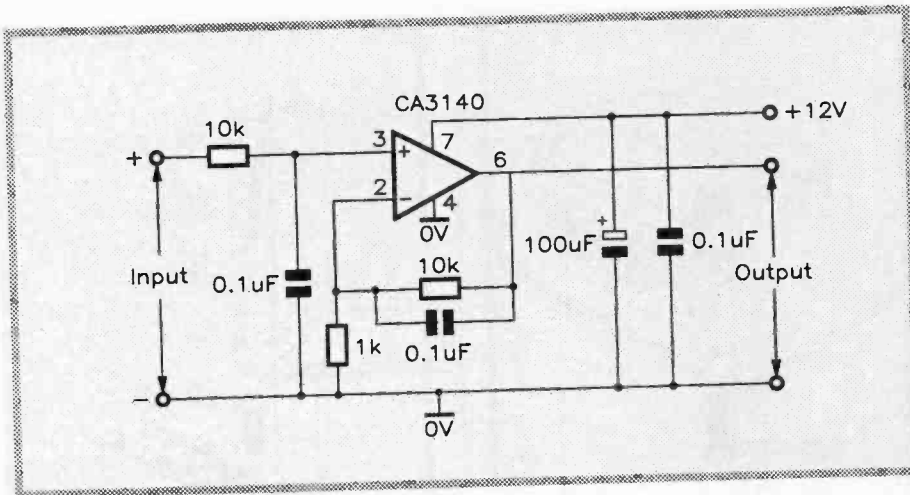 CA3140
10k
+12V
+
3
+
7
6
2
-
4
0V
100uF
+
0.1uF
Input
0.1uF
10k
Output
1k
0.1uF
-
0V